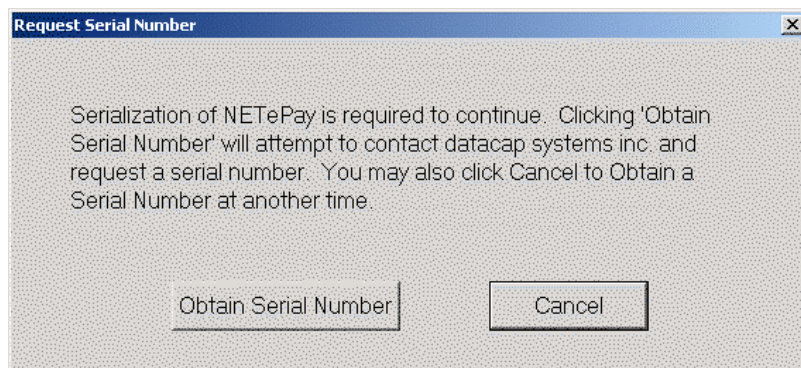 Request Serial Number
Serialization of NETePay is required to continue. Clicking 'Obtain
Serial Number' will attempt to contact datacap systems inc. and
request a serial number. You may also click Cancel to Obtain a
Serial Number at another time.
Obtain Serial Number
Cancel